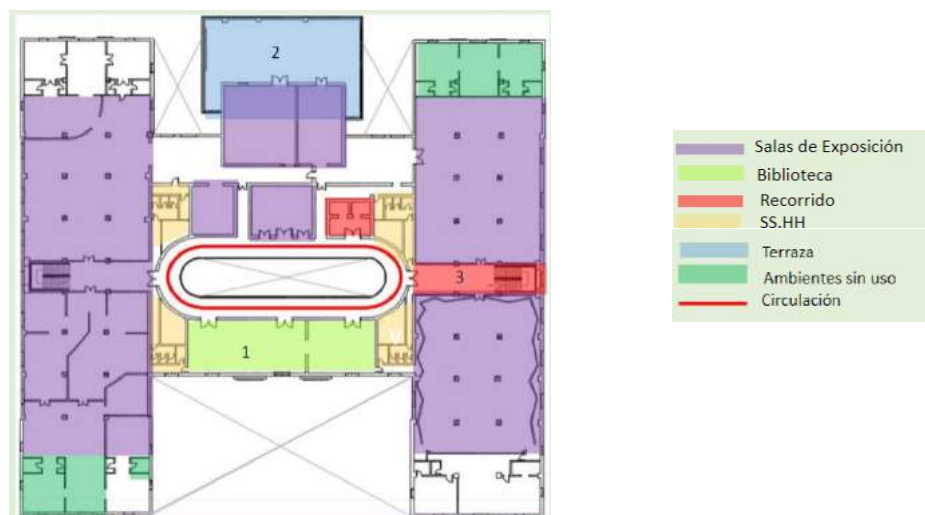 2
3
1
V
Salas de Exposición
Biblioteca
Recorrido
SS.HH
Terraza
Ambientes sin uso
Circulación